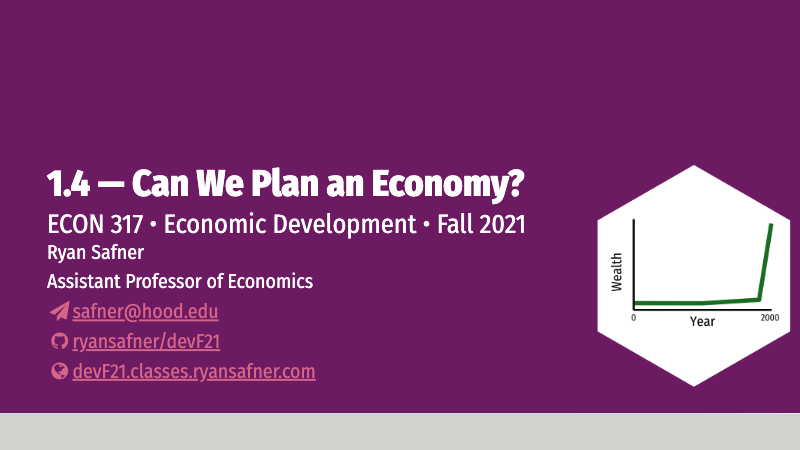 1.4 — Can We Plan an Economy?
ECON 317 • Economic Development • Fall 2021
Ryan Safner
Assistant Professor of Economics
safner@hood.edu
ryansafner/devF21
devF21.classes.ryansafner.com
Wealth
0
2000
Year